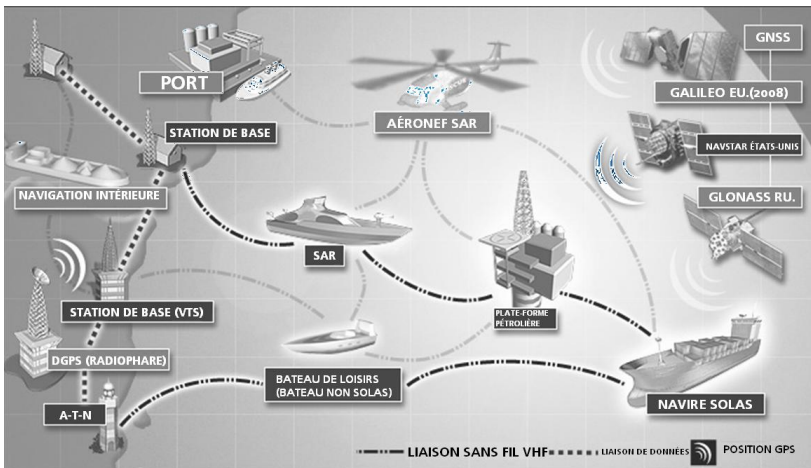 GNSS
PORT
GALILEO EU.(2008)
STATION DE BASE
AÉRONEF SAR
NAVSTAR ÉTATS-UNIS
NAVIGATION INTÉRIEURE
GLONASS RU.
SAR
STATION DE BASE (VTS)
PLATE-FORME
PÉTROLIÈRE
DGPS (RADIOPHARE)
BATEAU DE LOISIRS
(BATEAU NON SOLAS)
NAVIRE SOLAS
A-T-N
LIAISON SANS FIL VHF
LIAISON DE DONNÉES
POSITION GPS